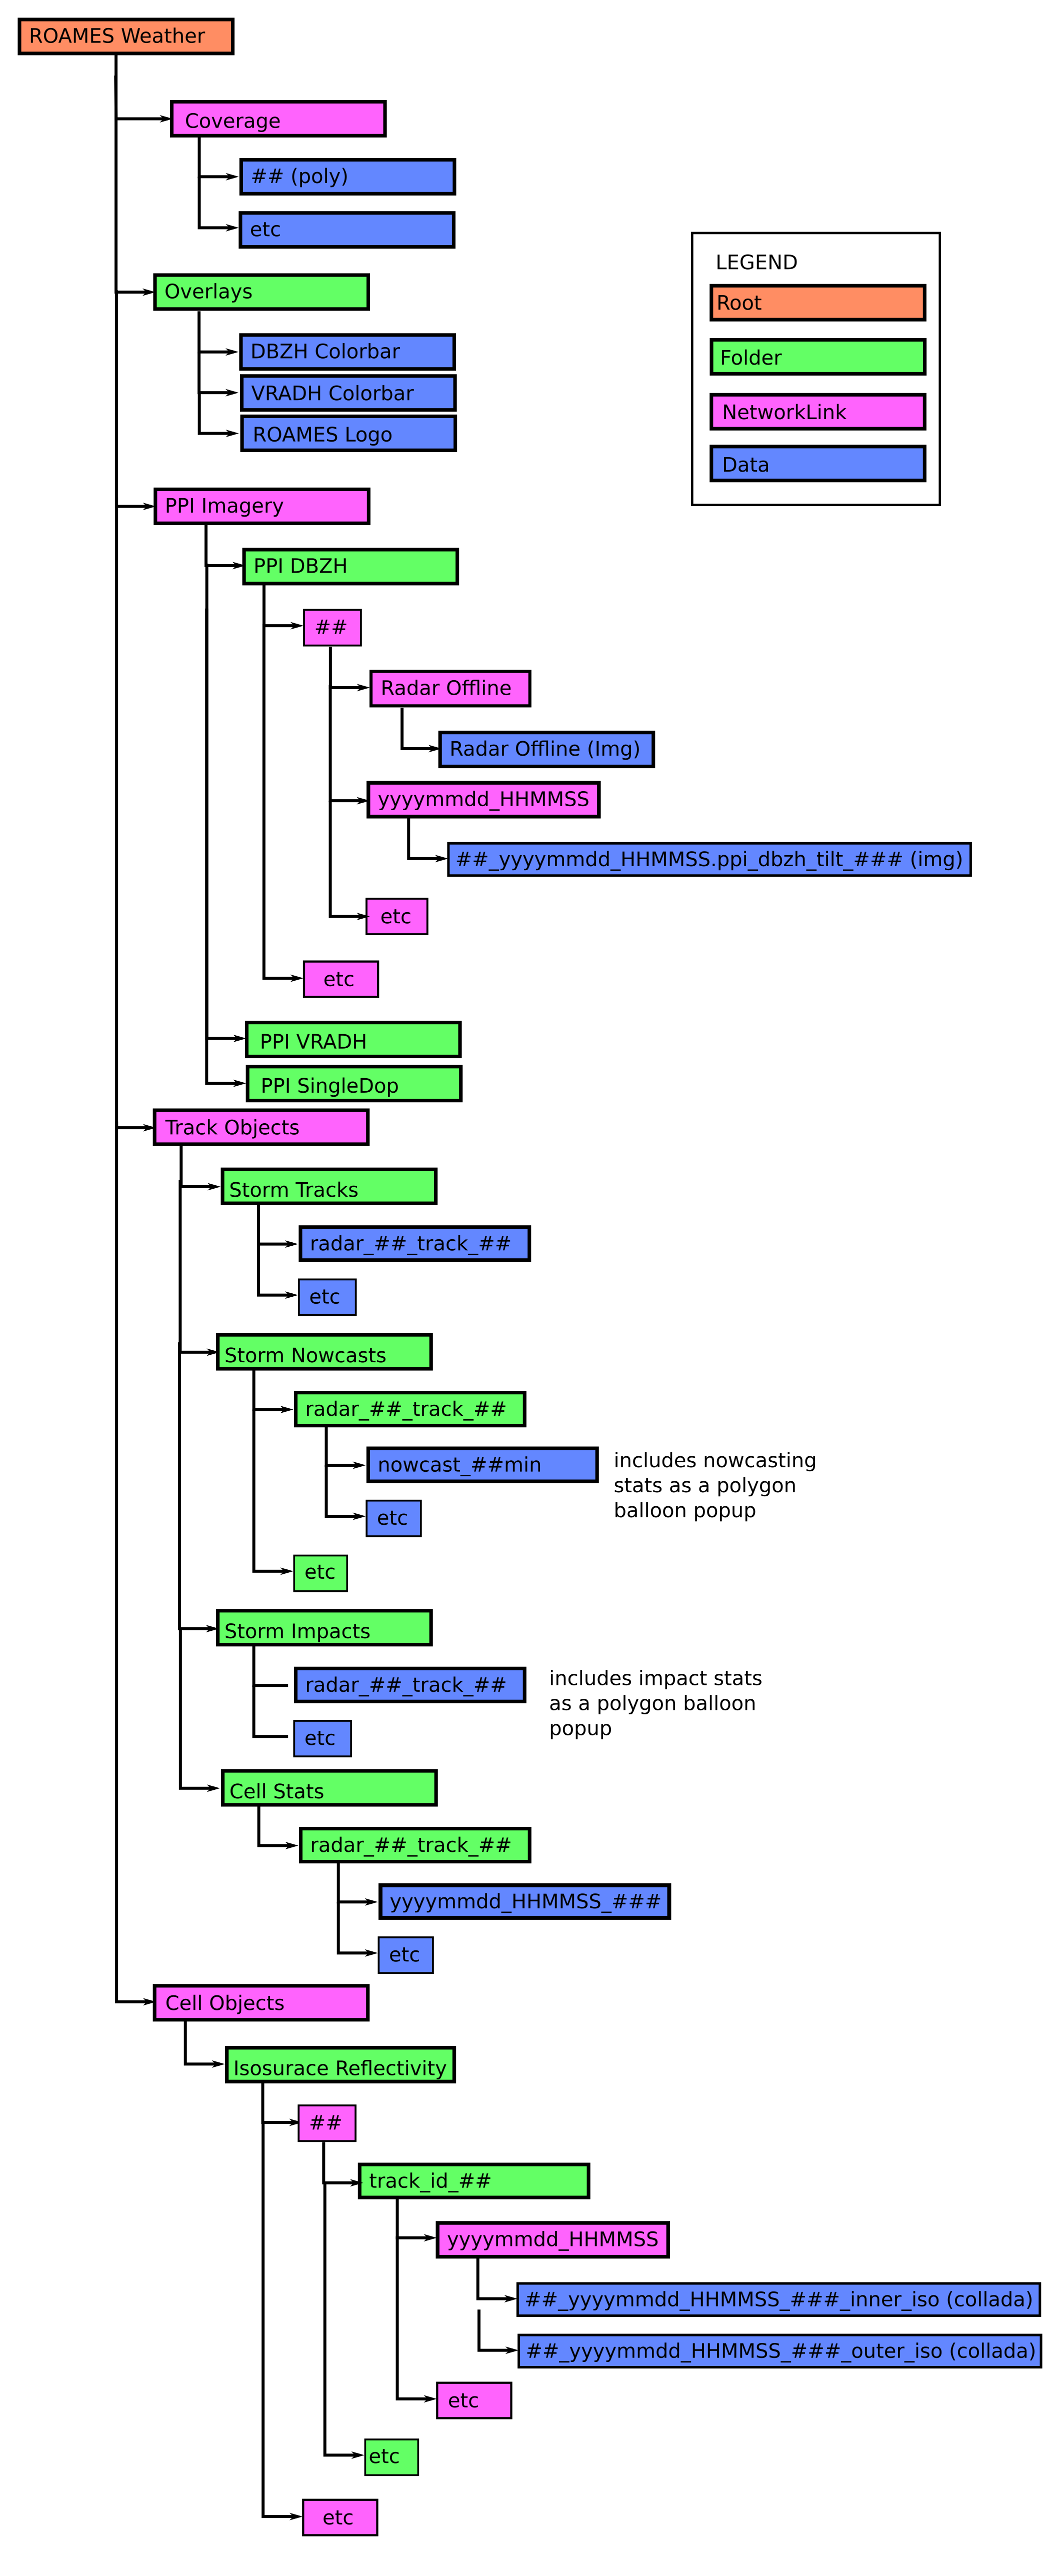 ROAMES Weather
Coverage
## (poly)
etc
LEGEND
Root
Folder
NetworkLink
Data
Overlays
DBZH Colorbar
VRADH Colorbar
ROAMES Logo
PPI Imagery
PPI DBZH
##
Radar Offline
Radar Offline (Img)
yyyymmdd_HHMMSS
##_yyyymmdd_HHMMSS.ppi_dbzh_tilt_### (img)
etc
etc
PPI VRADH
PPI SingleDop
Track Objects
Storm Tracks
radar_##_track_##
etc
Storm Nowcasts
radar_##_track_##
nowcast_##min
includes nowcasting
stats as a polygon
balloon popup
etc
etc
Storm Impacts
radar_##_track_##
includes impact stats
as a polygon balloon
popup
etc
Cell Stats
radar_##_track_##
yyyymmdd_HHMMSS_###
etc
Cell Objects
Isosurace Reflectivity
##
track_id_##
yyyymmdd_HHMMSS
##_yyyymmdd_HHMMSS_###_inner_iso (collada)
##_yyyymmdd_HHMMSS_###_outer_iso (collada)
etc
etc
etc